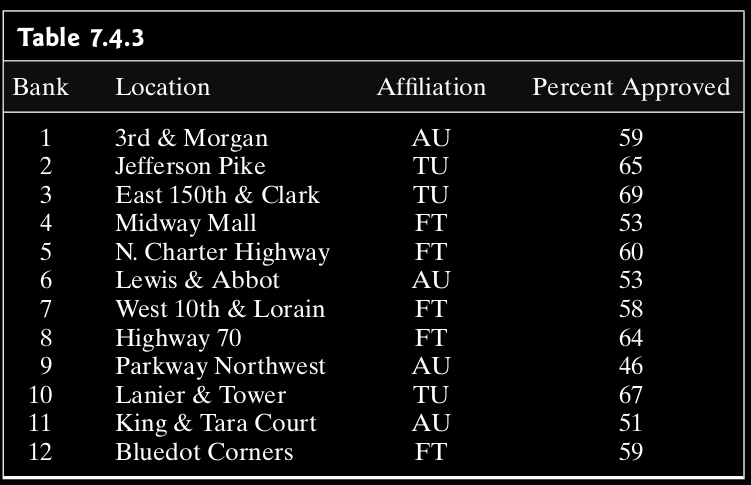 Table 7.4.3
Bank Location Affiliation Percent Approved
1 3rd & Morgan AU 59
2 Jefferson Pike TU 65
3 East 150th & Clark TU 69
4 Midway Mall FT 53
5 N. Charter Highway FT 60
6 Lewis & Abbot AU 53
7 West 10th & Lorain FT 58
8 Highway 70 FT 64
9 Parkway Northwest AU 46
10 Lanier & Tower TU 67
11 King & Tara Court AU 51
12 Bluedot Corners FT 59